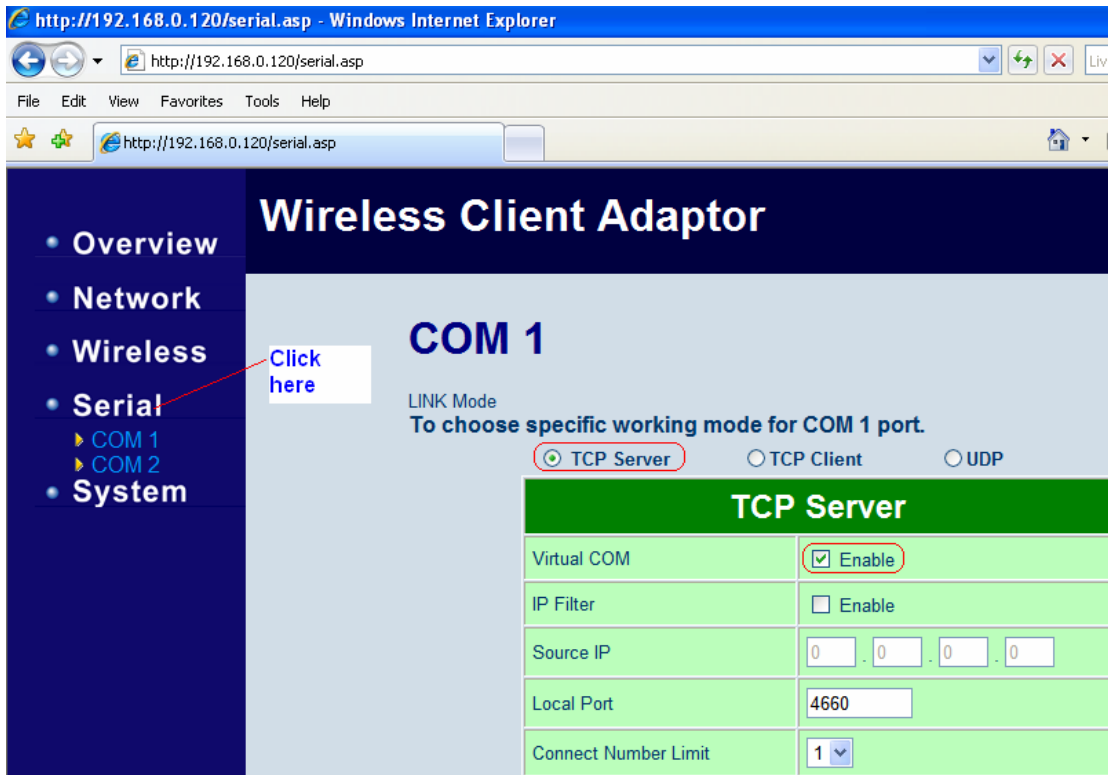 http://192.168.0.120/serial.asp - Windows Internet Explorer
http://192.168.0.120/serial.asp
Liv
File Edit View Favorites Tools Help
http://192.168.0.120/serial.asp
Wireless Client Adaptor
Overview
Network
Wireless
Serial
COM 1
COM 2
System
Click
here
COM 1
LINK Mode
To choose specific working mode for COM 1 port.
TCP Server TCP Client UDP
TCP Server
Virtual COM Enable
IP Filter Enable
Source IP 0 . 0 . 0 . 0
Local Port 4660
Connect Number Limit 1